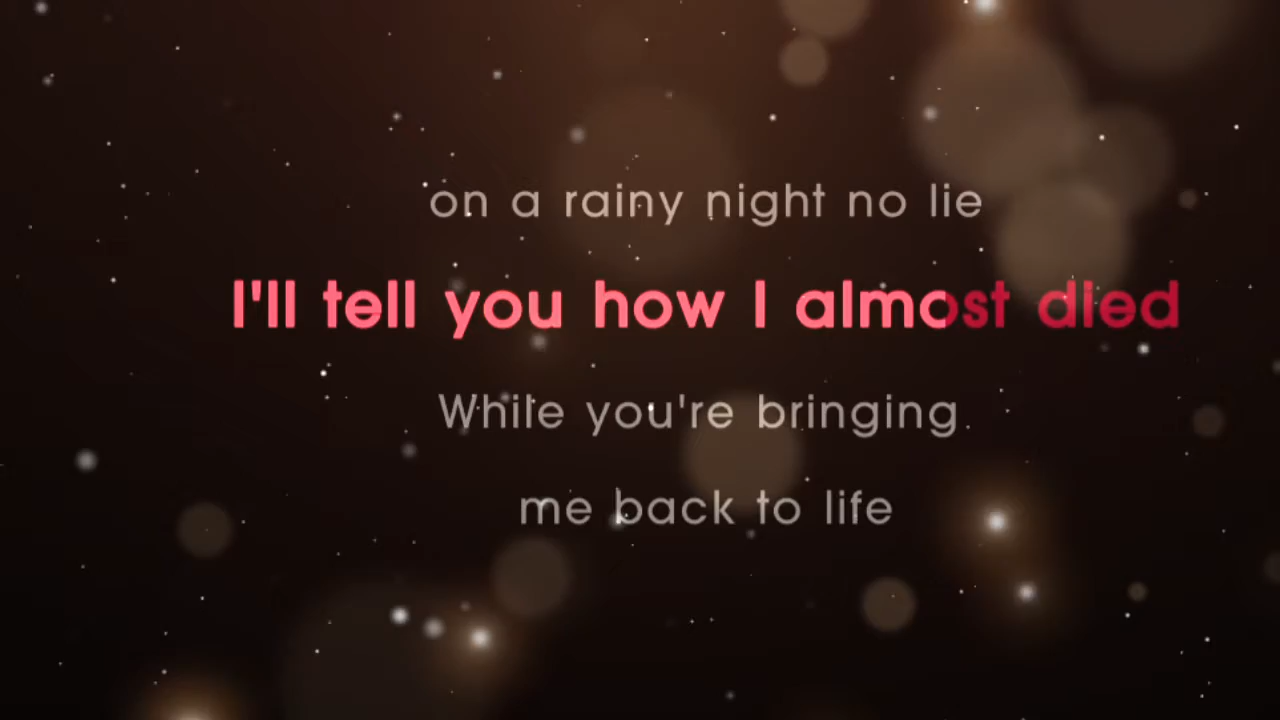 on a rainy night no lie
I'll tell you how I almost died
While you're bringing
me back to life